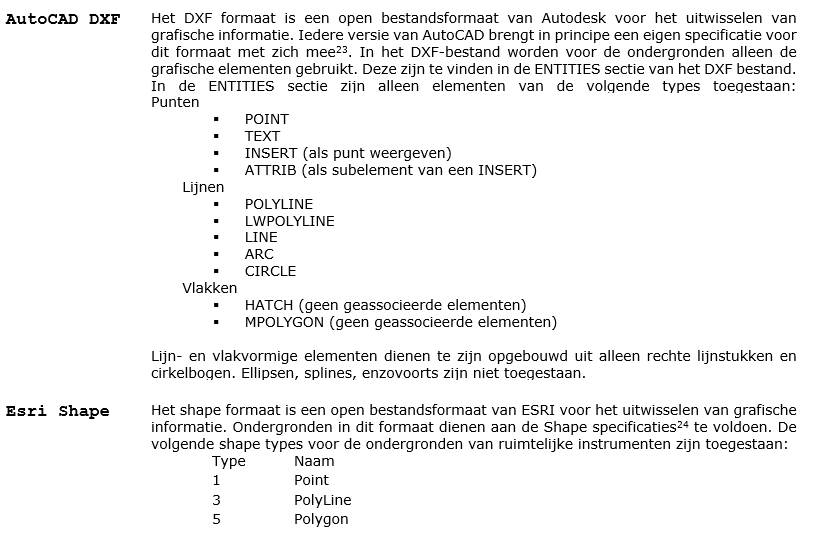 AutoCAD DXF Het DXF formaat is een open bestandsformaat van Autodesk voor het uitwisselen van
grafische informatie. Iedere versie van AutoCAD brengt in principe een eigen specificatie voor
dit formaat met zich mee²³. In het DXF-bestand worden voor de ondergronden alleen de
grafische elementen gebruikt. Deze zijn te vinden in de ENTITIES sectie van het DXF bestand.
In de ENTITIES sectie zijn alleen elementen van de volgende types toegestaan:
Punten
▪ POINT
▪ TEXT
▪ INSERT (als punt weergeven)
▪ ATTRIB (als subelement van een INSERT)
Lijnen
▪ POLYLINE
▪ LWPOLYLINE
▪ LINE
▪ ARC
▪ CIRCLE
Vlakken
▪ HATCH (geen geassocieerde elementen)
▪ MPOLYGON (geen geassocieerde elementen)
Lijn- en vlakvormige elementen dienen te zijn opgebouwd uit alleen rechte lijnstukken en
cirkelbogen. Ellipsen, splines, enzovoorts zijn niet toegestaan.
Esri Shape Het shape formaat is een open bestandsformaat van ESRI voor het uitwisselen van grafische
informatie. Ondergronden in dit formaat dienen aan de Shape specificaties²⁴ te voldoen. De
volgende shape types voor de ondergronden van ruimtelijke instrumenten zijn toegestaan:
Type Naam
1 Point
3 PolyLine
5 Polygon